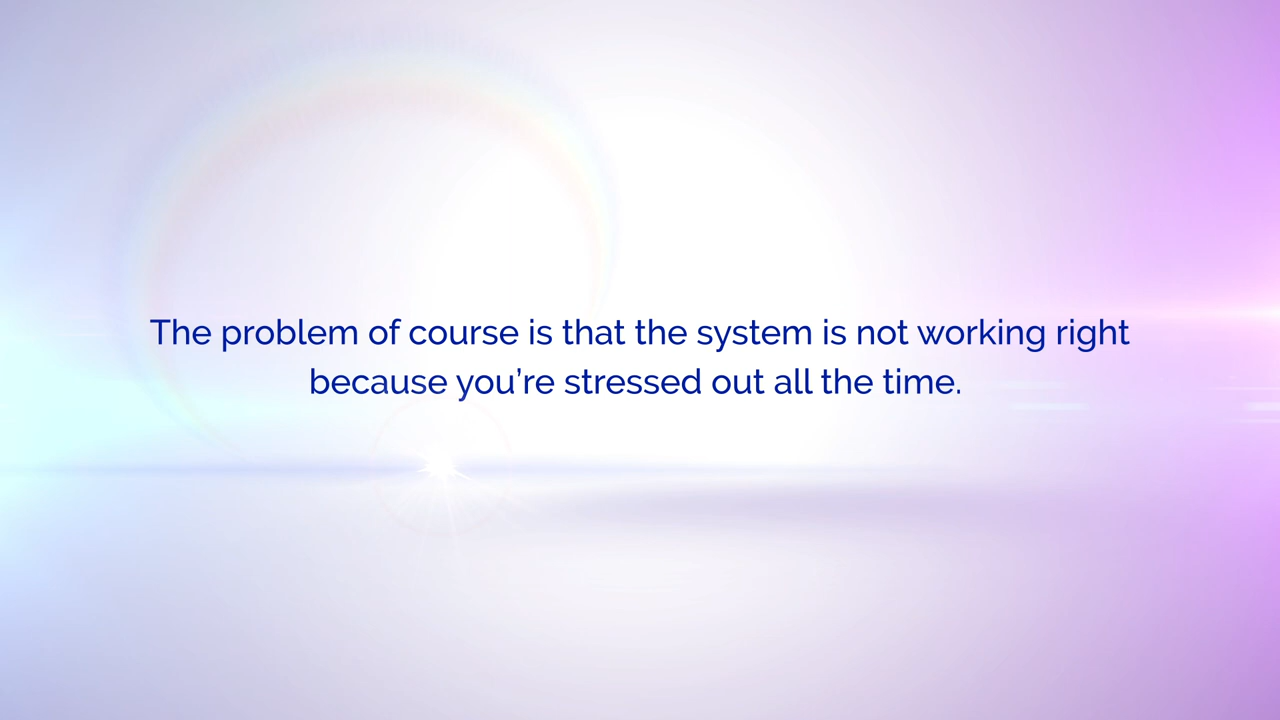 The problem of course is that the system is not working right
because you’re stressed out all the time.